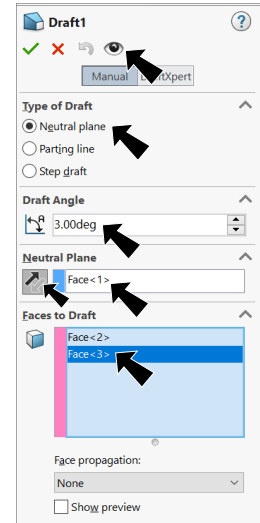 Draft1
?
Manual DraftXpert
Type of Draft
Neutral plane
Parting line
Step draft
Draft Angle
A
3.00deg
Neutral Plane
Face<1>
Faces to Draft
Face<2>
Face<3>
Face propagation:
None
Show preview